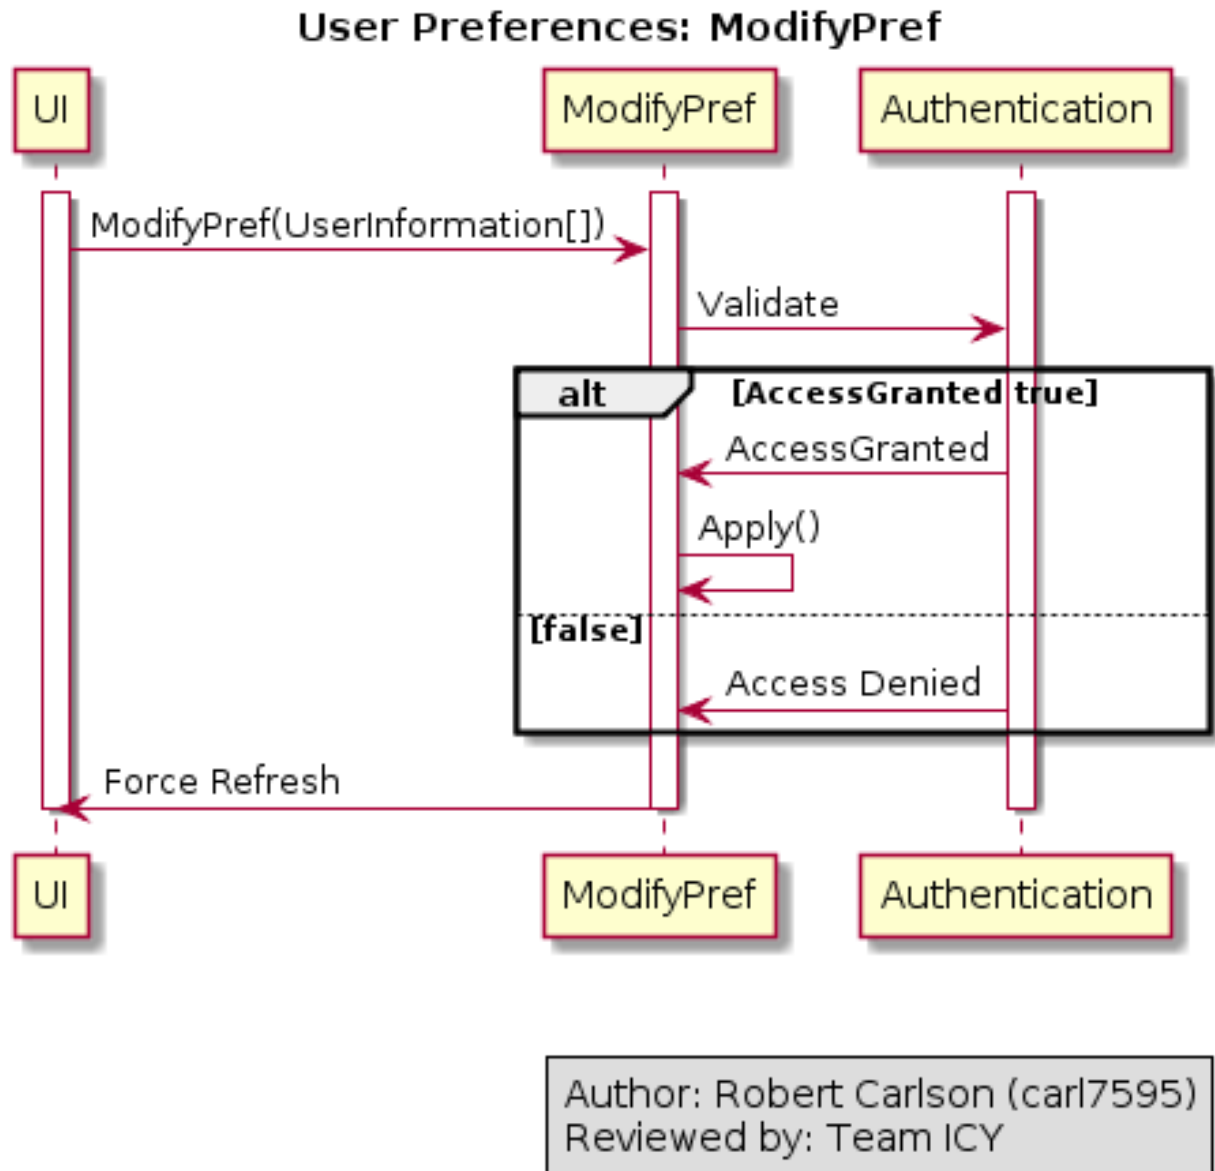 User Preferences: ModifyPref
UI
ModifyPref
Authentication
ModifyPref(UserInformation[])
Validate
alt
[AccessGranted true]
AccessGranted
Apply()
[false]
Access Denied
Force Refresh
UI
ModifyPref
Authentication
Author: Robert Carlson (carl7595)
Reviewed by: Team ICY